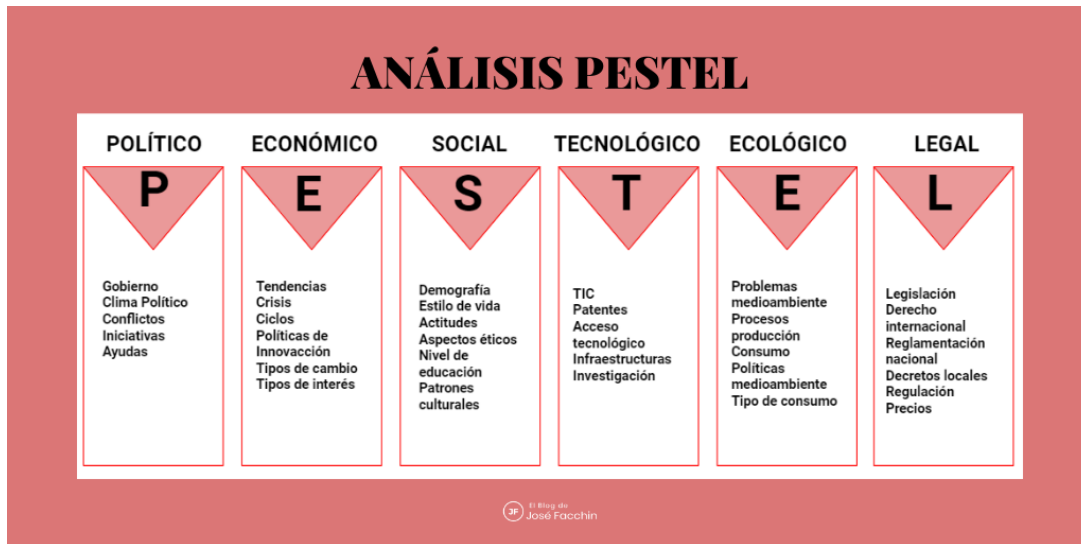 ANÁLISIS PESTEL
POLÍTICO
P
Gobierno
Clima Político
Conflictos
Iniciativas
Ayudas
ECONÓMICO
E
Tendencias
Crisis
Ciclos
Políticas de
Innovacción
Tipos de cambio
Tipos de interés
SOCIAL
S
Demografía
Estilo de vida
Actitudes
Aspectos éticos
Nivel de
educación
Patrones
culturales
TECNOLÓGICO
T
TIC
Patentes
Acceso
tecnológico
Infraestructuras
Investigación
ECOLÓGICO
E
Problemas
medioambiente
Procesos
producción
Consumo
Políticas
medioambiente
Tipo de consumo
LEGAL
L
Legislación
Derecho
internacional
Reglamentación
nacional
Decretos locales
Regulación
Precios
JF
El Blog de
José Facchin